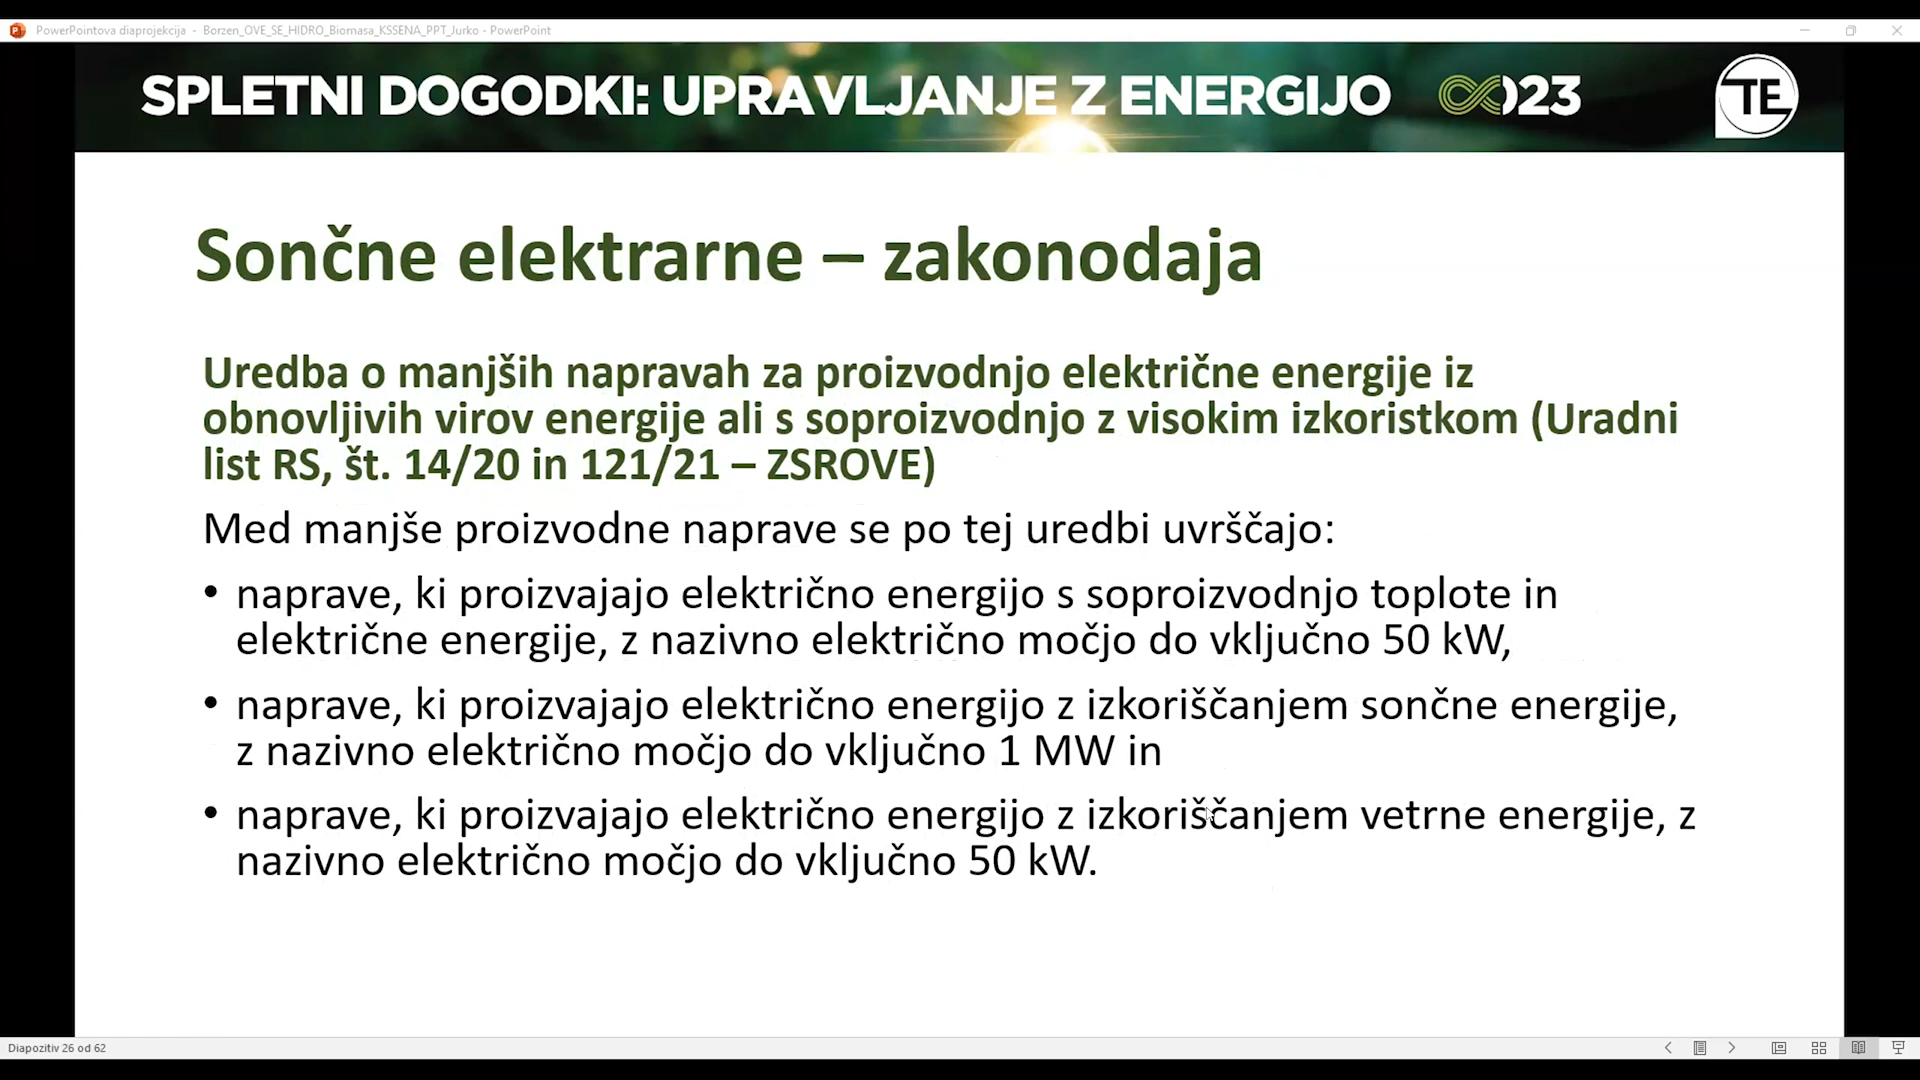 PowerPointova diaprojekcija - Borzen_OVE_SE_HIDRO_Biomasa_KSSENA_PPT_Jurko - PowerPoint
SPLETNI DOGODKI: UPRAVLJANJE Z ENERGIJO 23
TE
Sončne elektrarne – zakonodaja
Uredba o manjših napravah za proizvodnjo električne energije iz
obnovljivih virov energije ali s soproizvodnjo z visokim izkoristkom (Uradni
list RS, št. 14/20 in 121/21 – ZSROVE)
Med manjše proizvodne naprave se po tej uredbi uvrščajo:
• naprave, ki proizvajajo električno energijo s soproizvodnjo toplote in
električne energije, z nazivno električno močjo do vključno 50 kW,
• naprave, ki proizvajajo električno energijo z izkoriščanjem sončne energije,
z nazivno električno močjo do vključno 1 MW in
• naprave, ki proizvajajo električno energijo z izkoriščanjem vetrne energije, z
nazivno električno močjo do vključno 50 kW.
Diapozitiv 26 od 62